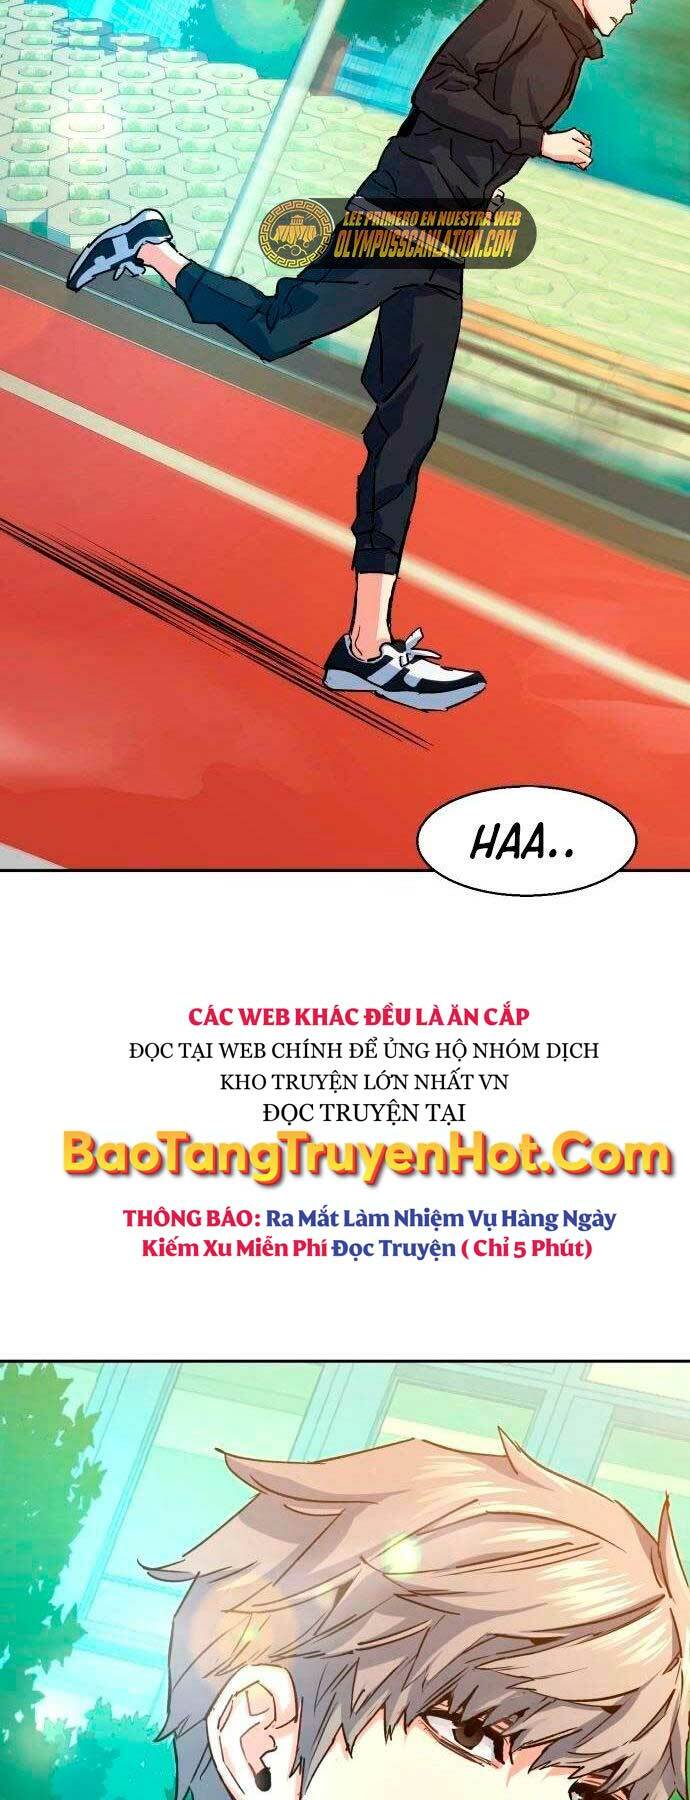 LEE PRIMERO EN NUESTRA WEB
OLYMPUSSCANLATION.COM
HAA..
CÁC WEB KHÁC ĐỀU LÀ ĂN CẮP
ĐỌC TẠI WEB CHÍNH ĐỂ ỦNG HỘ NHÓM DỊCH
KHO TRUYỆN LỚN NHẤT VN
ĐỌC TRUYỆN TẠI
BaoTangTruyenHot.Com
THÔNG BÁO: Ra Mắt Làm Nhiệm Vụ Hàng Ngày
Kiếm Xu Miễn Phí Đọc Truyện ( Chỉ 5 Phút)